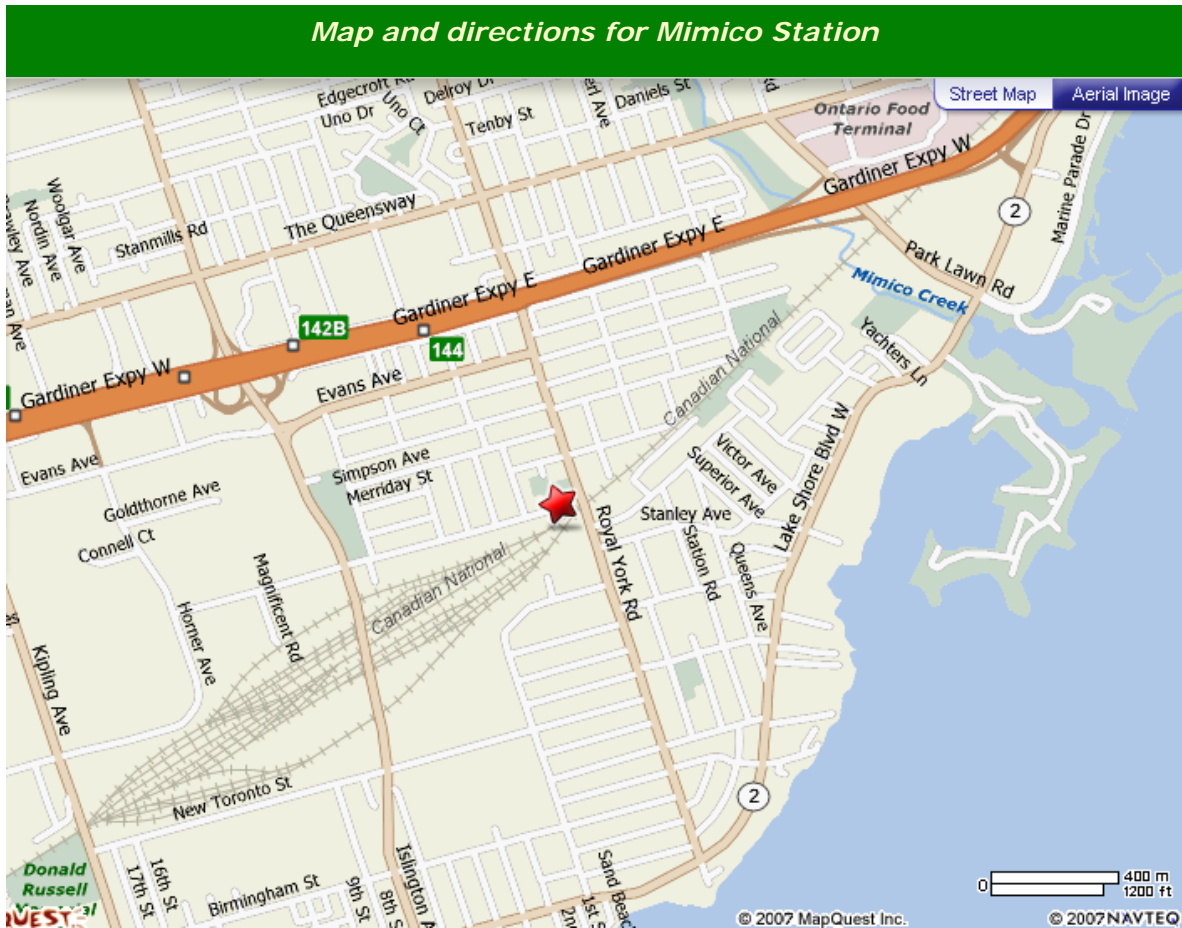 Map and directions for Mimico Station
Street Map
Aerial Image
Edgecroft
Delroy Dr
Uno Dr
Uno Ct
Tenby St
Daniels St
Rd
Ontario Food
Terminal
Marine Parade Dr
Gardiner Expy W
2
Woolgar Ave
Nordin Ave
Ave
Stanmills Rd
The Queensway
Gardiner Expy E
Park Lawn Rd
Mimico Creek
Gardiner Expy E
142B
144
Yachters Ln
Canadian National
Gardiner Expy W
Evans Ave
Lake Shore Blvd W
Evans Ave
Simpson Ave
Merriday St
Victor Ave
Superior Ave
Goldthorne Ave
Connell Ct
Stanley Ave
Royal York Rd
Station Rd
Queens Ave
Canadian National
Magnificent Rd
Horner Ave
Kipling Ave
New Toronto St
2
Donald
Russell
16th St
17th St
Birmingham St
9th St
8th S
Islington A
Sand Beac
1st S
2nd
0
400 m
1200 ft
© 2007 MapQuest Inc.
© 2007 NAVTEQ